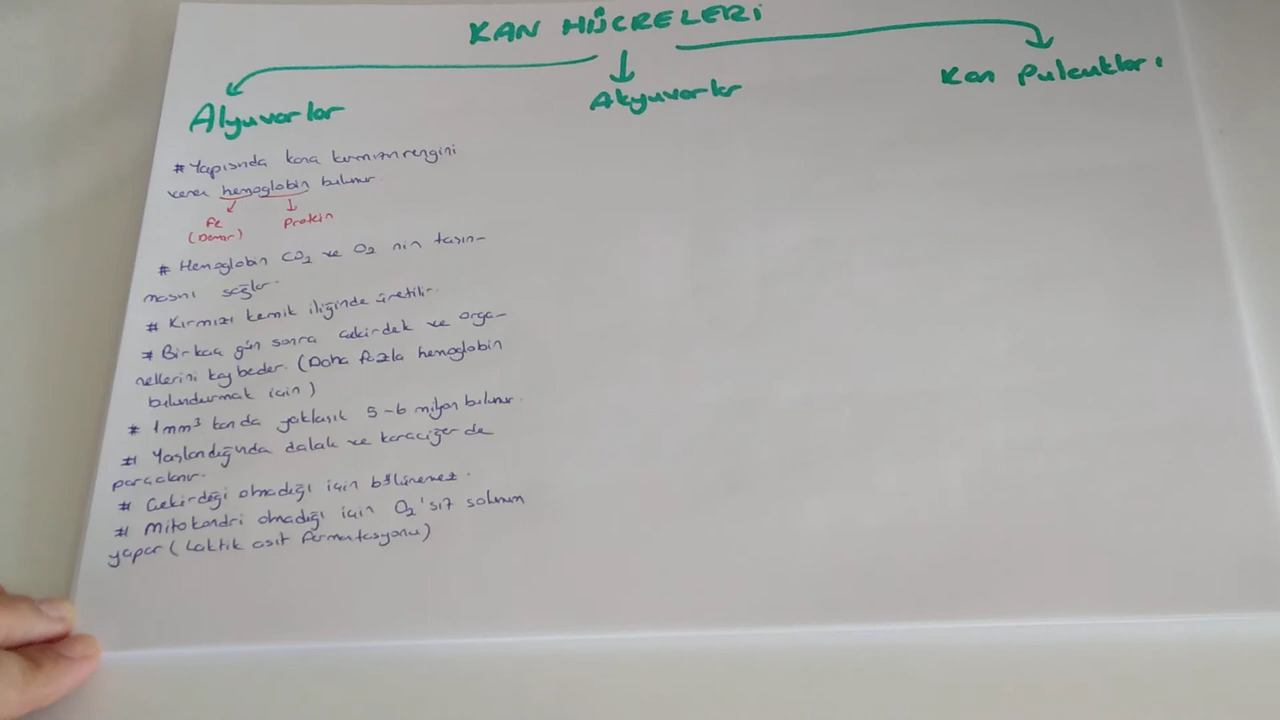 KAN HÜCRELERİ
Alyuvarlar
Akyuvarlar
Kan Pulcukları
# Yapısında kana kırmızı rengini
veren hemoglobin bulunur.
Fe
(Demir)
Protein
# Hemoglobin CO₂ ve O₂ nin taşın-
masını sağlar.
# Kırmızı kemik iliğinde üretilir.
# Birkaç gün sonra çekirdek ve orga-
nellerini kaybeder. (Daha fazla hemoglobin
bulundurmak için)
# 1mm³ kanda yaklaşık 5-6 milyon bulunur.
# Yaşlandığında dalak ve karaciğer de
parçalanır.
# Çekirdeği olmadığı için bölünemez.
# Mitokondri olmadığı için O₂'siz solunum
yapar (Laktik asit fermantasyonu)